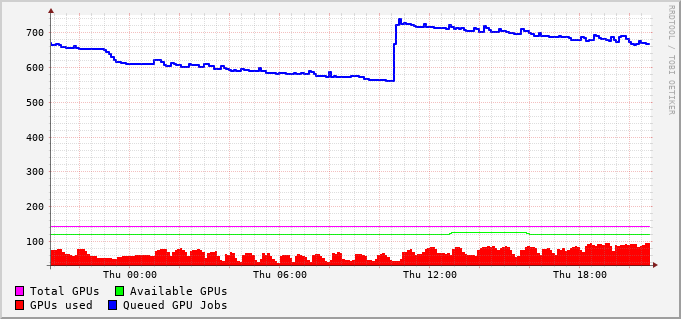 700
600
500
400
300
200
100
Thu 00:00 Thu 06:00 Thu 12:00 Thu 18:00
Total GPUs Available GPUs
GPUs used Queued GPU Jobs
RRDTOOL / TOBI OETIKER